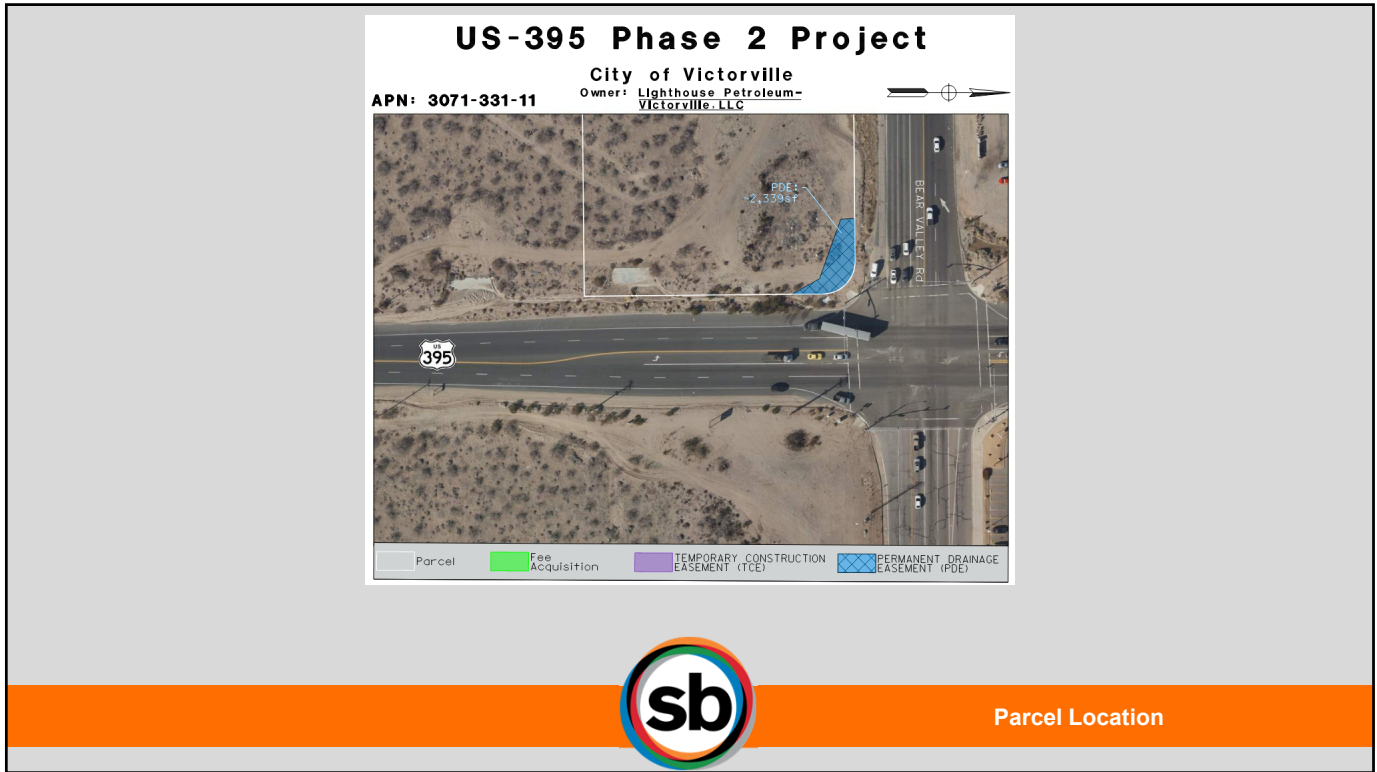 US-395 Phase 2 Project
City of Victorville
APN: 3071-331-11
Owner: Lighthouse Petroleum-
Victorville, LLC
PDE:
~2,339sf
BEAR VALLEY Rd
US
395
Parcel
Fee
Acquisition
TEMPORARY CONSTRUCTION
EASEMENT (TCE)
PERMANENT DRAINAGE
EASEMENT (PDE)
sb
Parcel Location